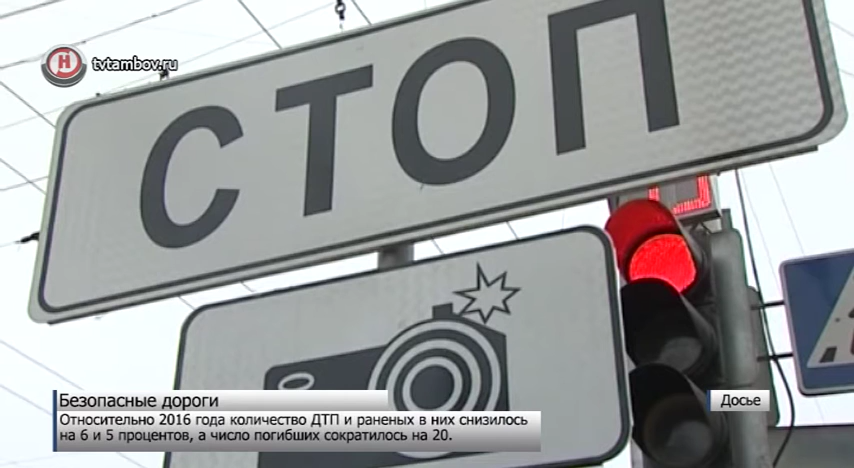 СТОП
Н
tvtambov.ru
Безопасные дороги
Досье
Относительно 2016 года количество ДТП и раненых в них снизилось
на 6 и 5 процентов, а число погибших сократилось на 20.